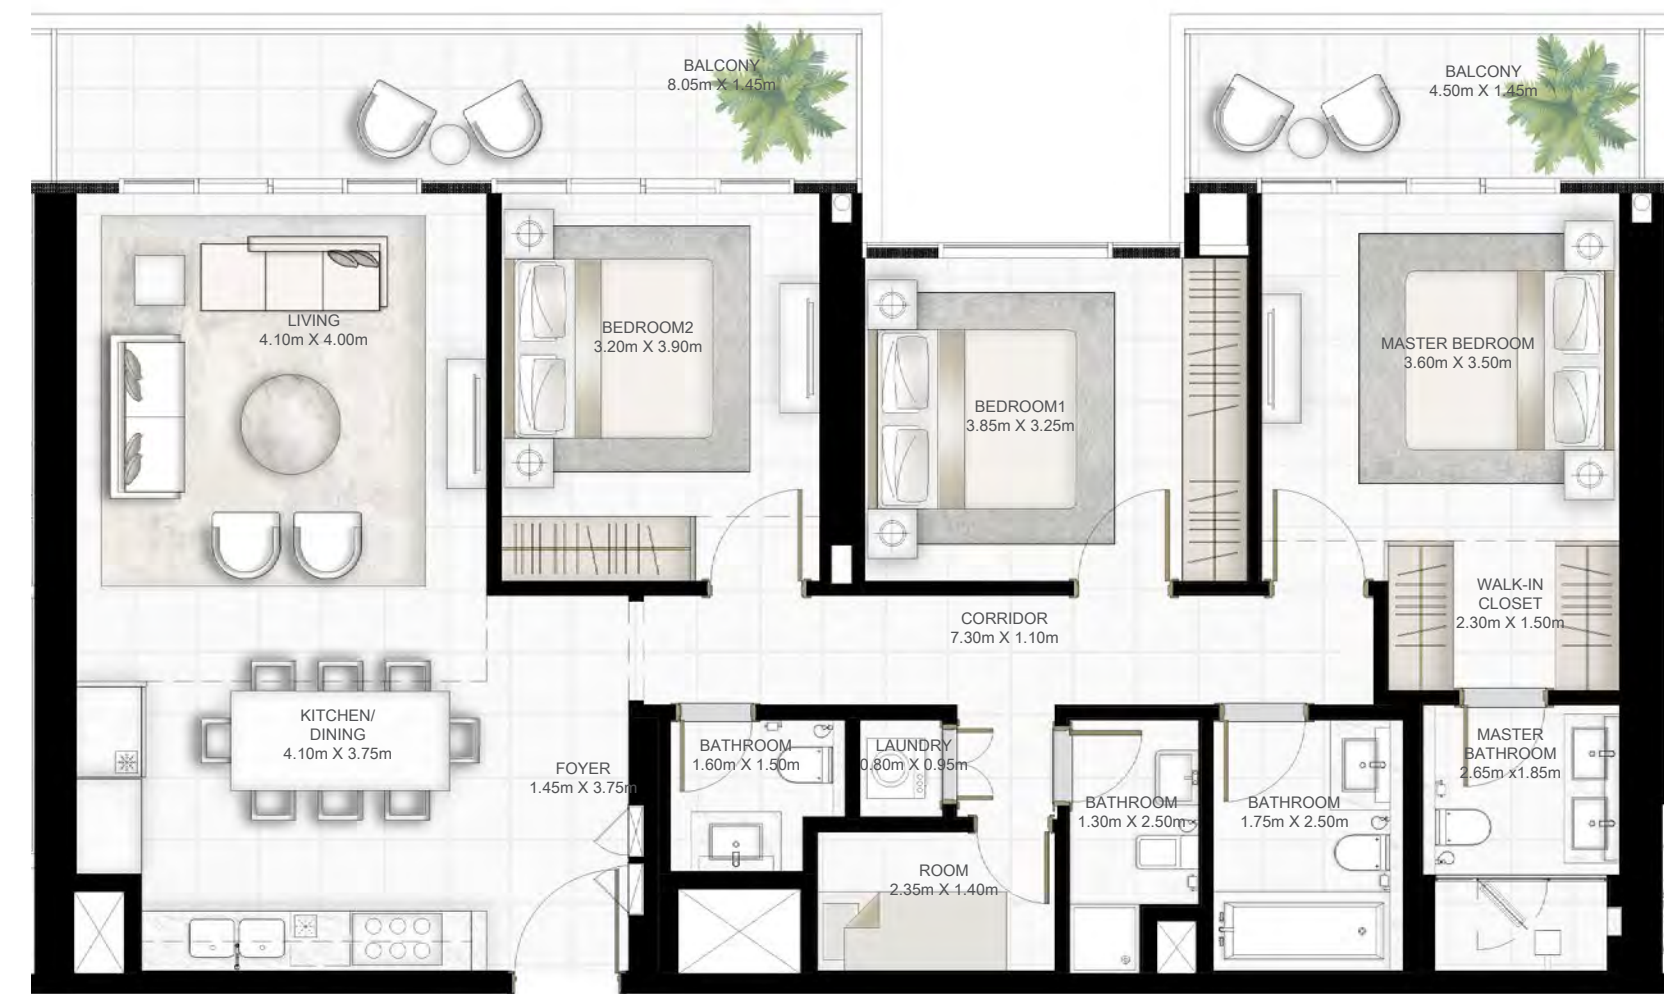 BALCONY
8.05m X 1.45m
BALCONY
4.50m X 1.45m
LIVING
4.10m X 4.00m
BEDROOM2
3.20m X 3.90m
BEDROOM1
3.85m X 3.25m
MASTER BEDROOM
3.60m X 3.50m
WALK-IN
CLOSET
2.30m X 1.50m
CORRIDOR
7.30m X 1.10m
KITCHEN/
DINING
4.10m X 3.75m
FOYER
1.45m X 3.75m
BATHROOM
1.60m X 1.50m
LAUNDRY
0.80m X 0.95m
BATHROOM
1.30m X 2.50m
BATHROOM
1.75m X 2.50m
MASTER
BATHROOM
2.65m x1.85m
ROOM
2.35m X 1.40m